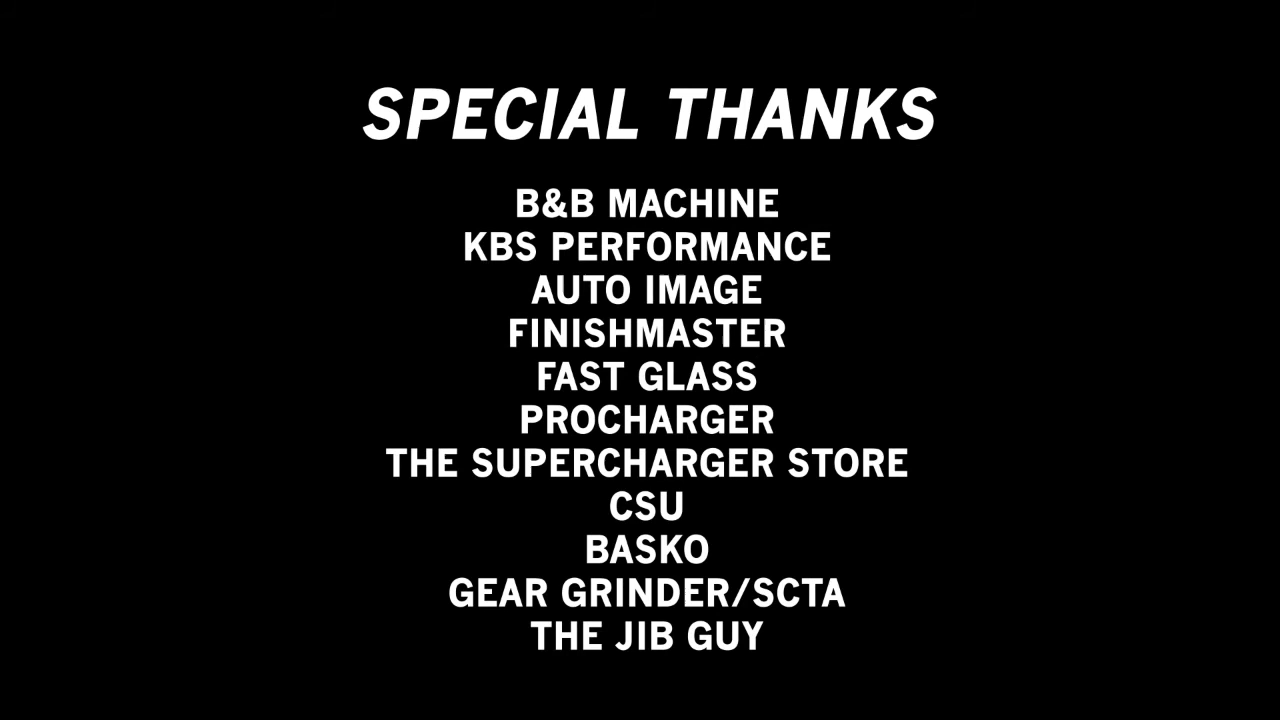 SPECIAL THANKS
B&B MACHINE
KBS PERFORMANCE
AUTO IMAGE
FINISHMASTER
FAST GLASS
PROCHARGER
THE SUPERCHARGER STORE
CSU
BASKO
GEAR GRINDER/SCTA
THE JIB GUY